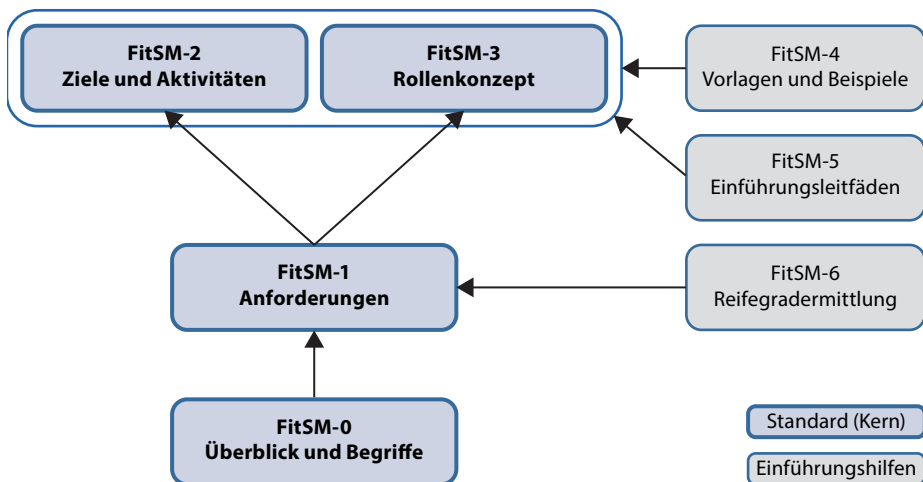 FitSM-2
Ziele und Aktivitäten
FitSM-3
Rollenkonzept
FitSM-4
Vorlagen und Beispiele
FitSM-5
Einführungsleitfäden
FitSM-1
Anforderungen
FitSM-6
Reifegradermittlung
FitSM-0
Überblick und Begriffe
Standard (Kern)
Einführungshilfen